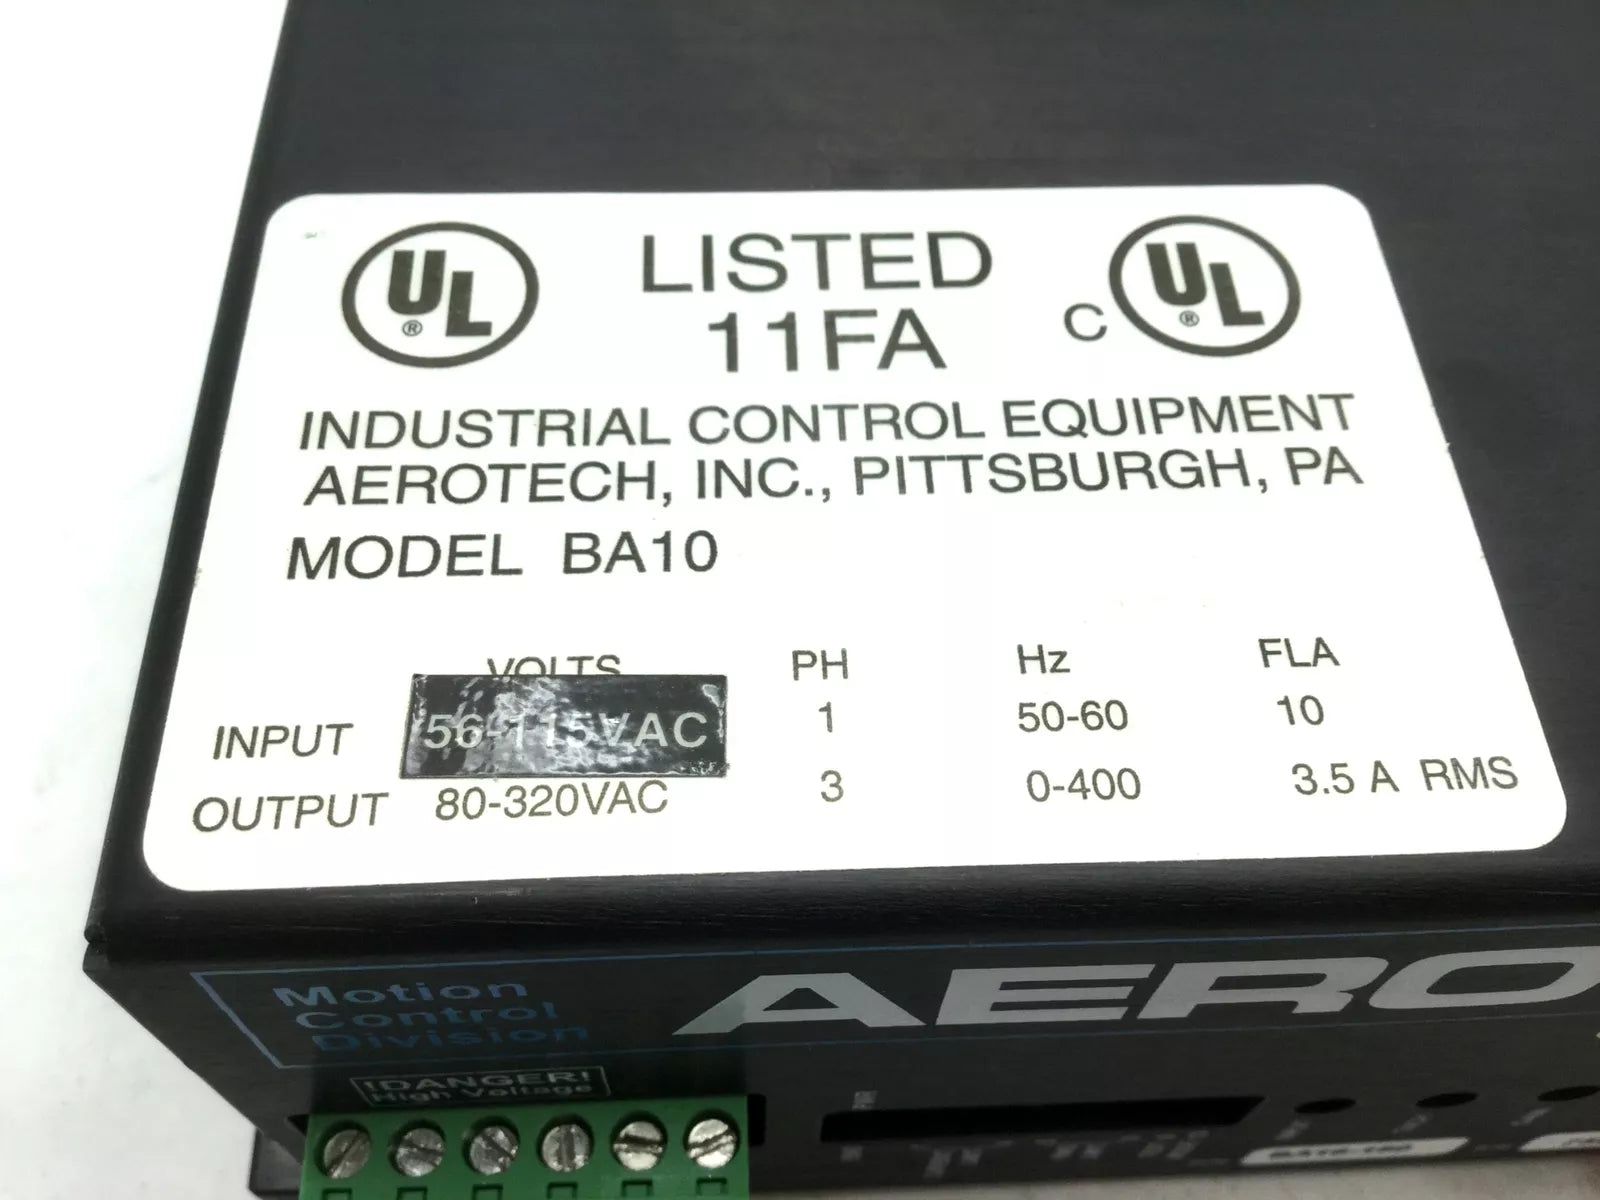 UL® LISTED C UL®
11FA
INDUSTRIAL CONTROL EQUIPMENT
AEROTECH, INC., PITTSBURGH, PA
MODEL BA10
VOLTS PH Hz FLA
INPUT 56-115VAC 1 50-60 10
OUTPUT 80-320VAC 3 0-400 3.5 A RMS
Motion
Control
Division
AERO
!DANGER!
High Voltage